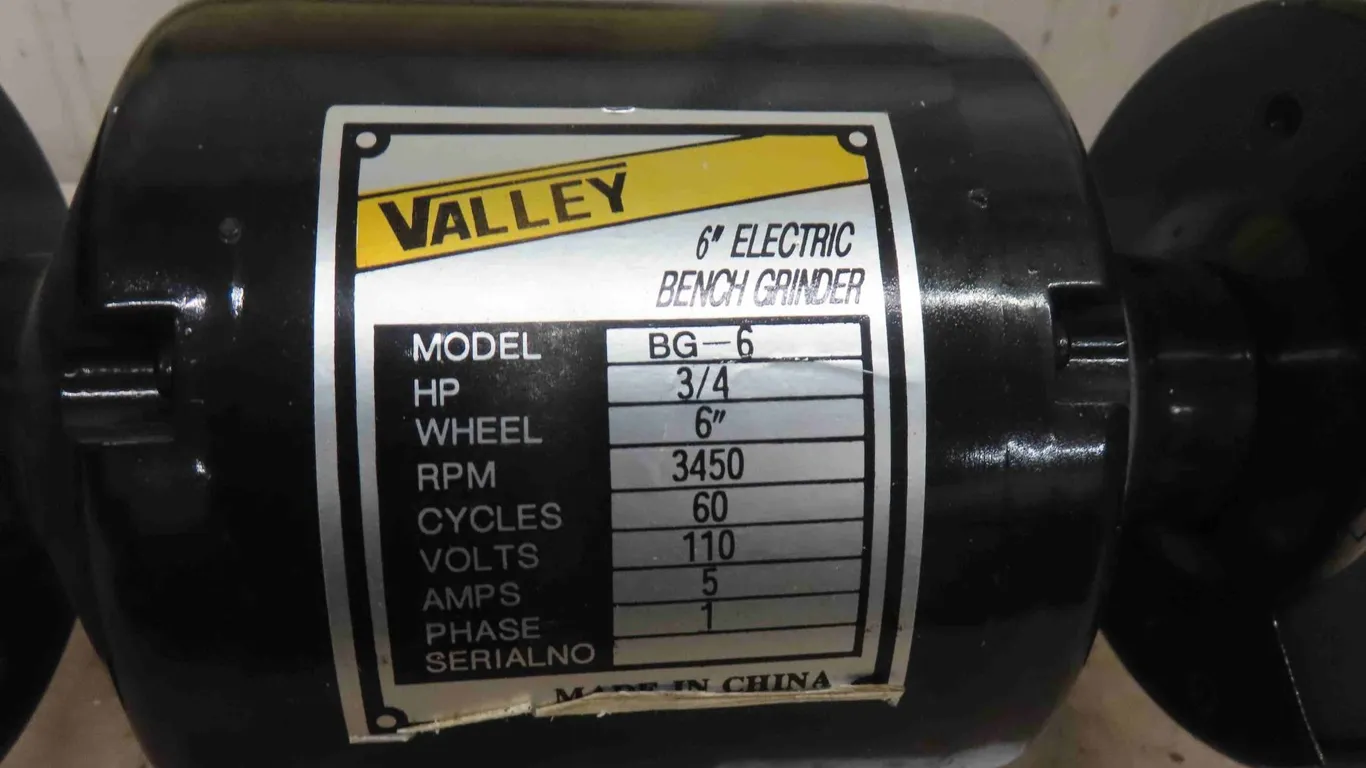 VALLEY
6" ELECTRIC
BENCH GRINDER
MODEL BG-6
HP 3/4
WHEEL 6"
RPM 3450
CYCLES 60
VOLTS 110
AMPS 5
PHASE 1
SERIALNO
MADE IN CHINA